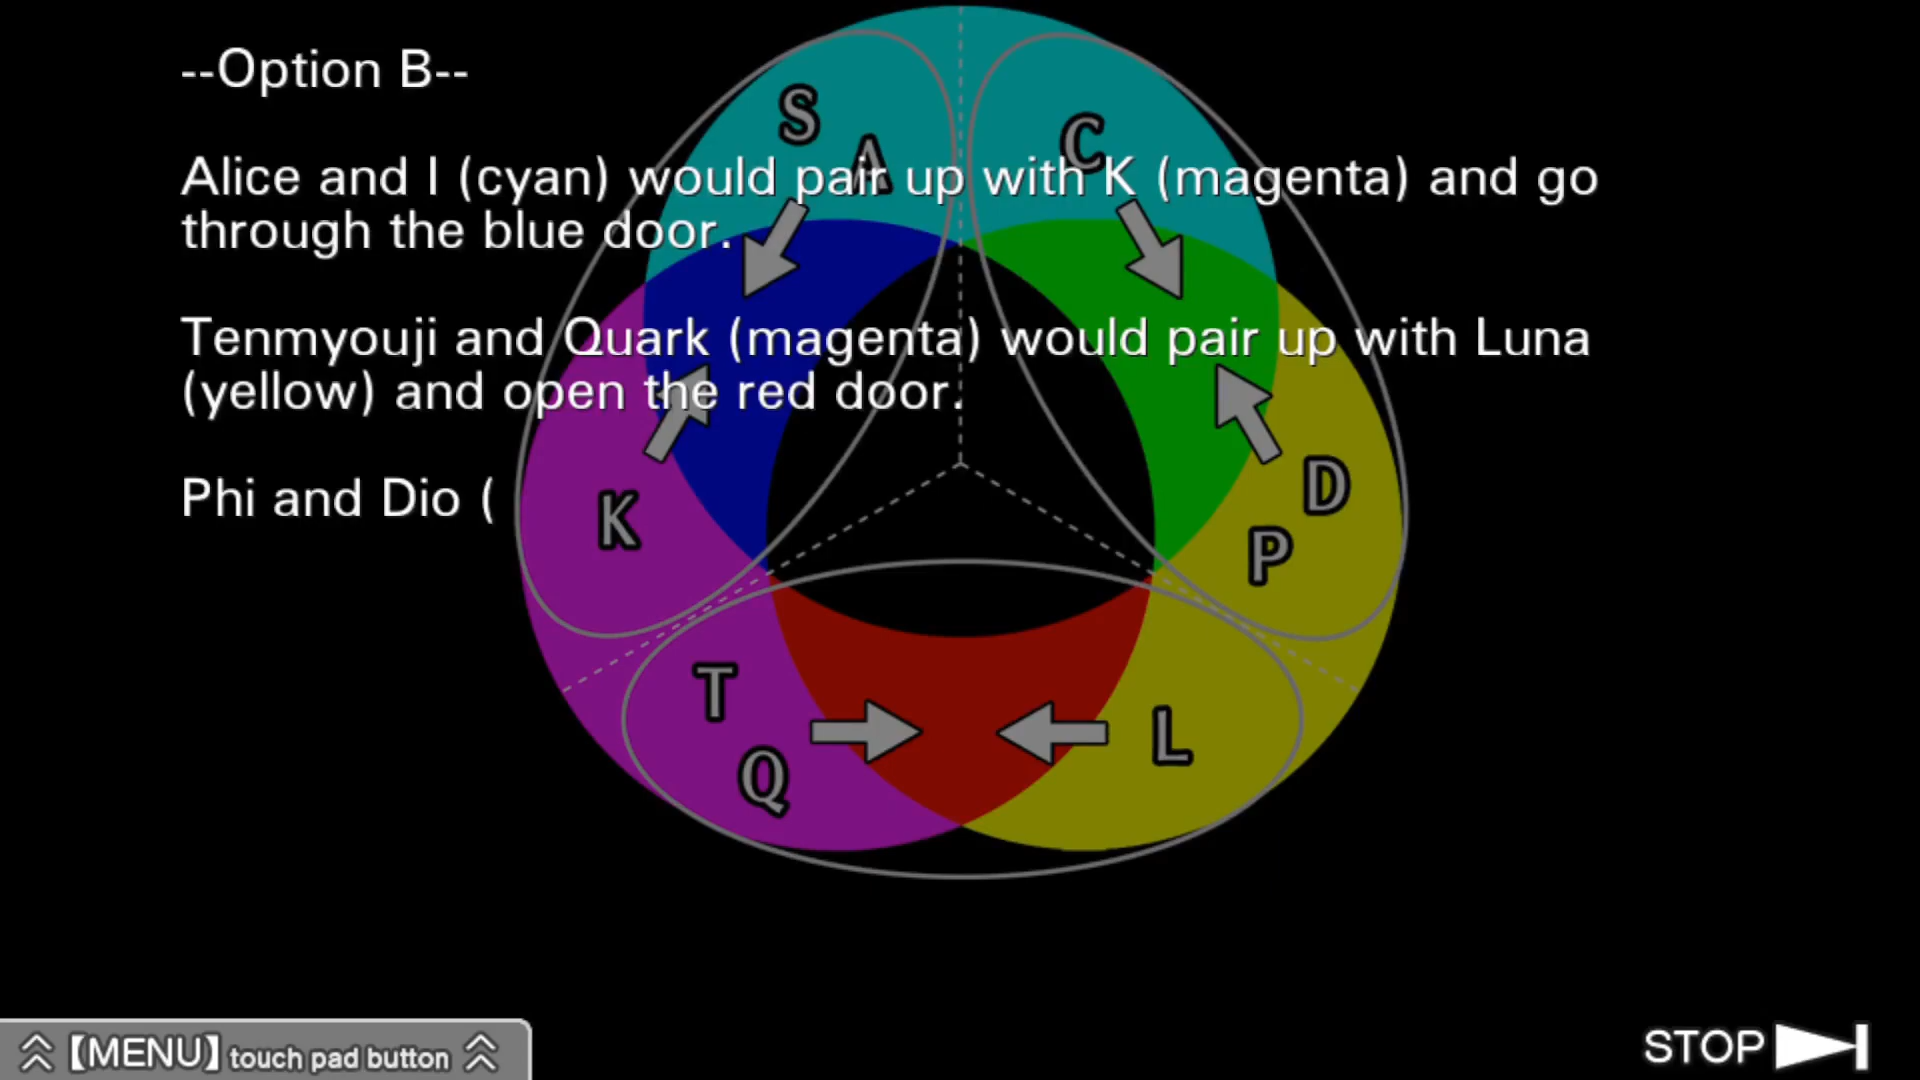 --Option B--
Alice and I (cyan) would pair up with K (magenta) and go
through the blue door.
Tenmyouji and Quark (magenta) would pair up with Luna
(yellow) and open the red door.
Phi and Dio (
S
A
C
K
D
P
T
Q
L
【MENU】touch pad button
STOP